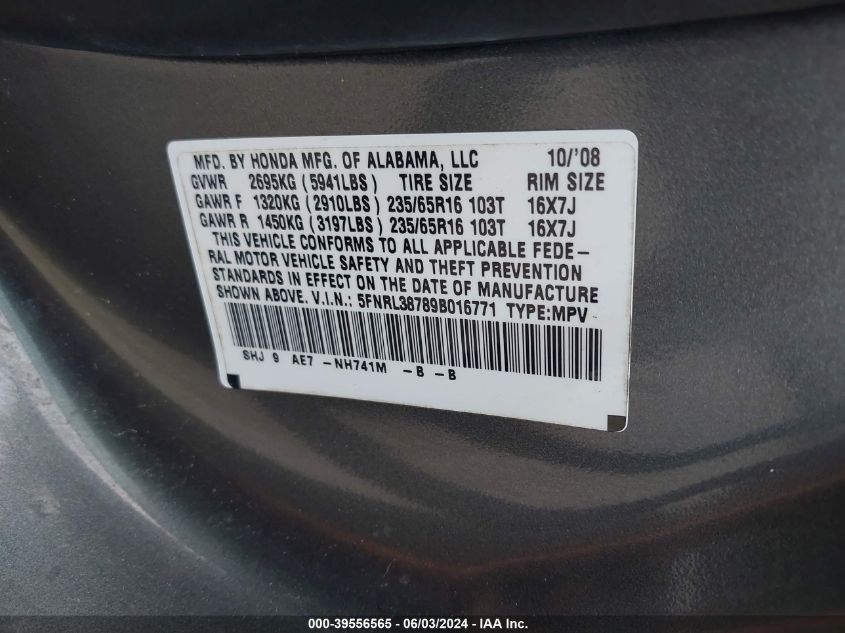 MFD. BY HONDA MFG. OF ALABAMA, LLC 10/'08
GVWR 2695KG (5941LBS) TIRE SIZE RIM SIZE
GAWR F 1320KG (2910LBS) 235/65R16 103T 16X7J
GAWR R 1450KG (3197LBS) 235/65R16 103T 16X7J
THIS VEHICLE CONFORMS TO ALL APPLICABLE FEDE-
RAL MOTOR VEHICLE SAFETY AND THEFT PREVENTION
STANDARDS IN EFFECT ON THE DATE OF MANUFACTURE
SHOWN ABOVE. V.I.N.: 5FNRL38789B016771 TYPE:MPV
SHJ 9 AE7 -NH741M -B -B
000-39556565 - 06/03/2024 - IAA Inc.